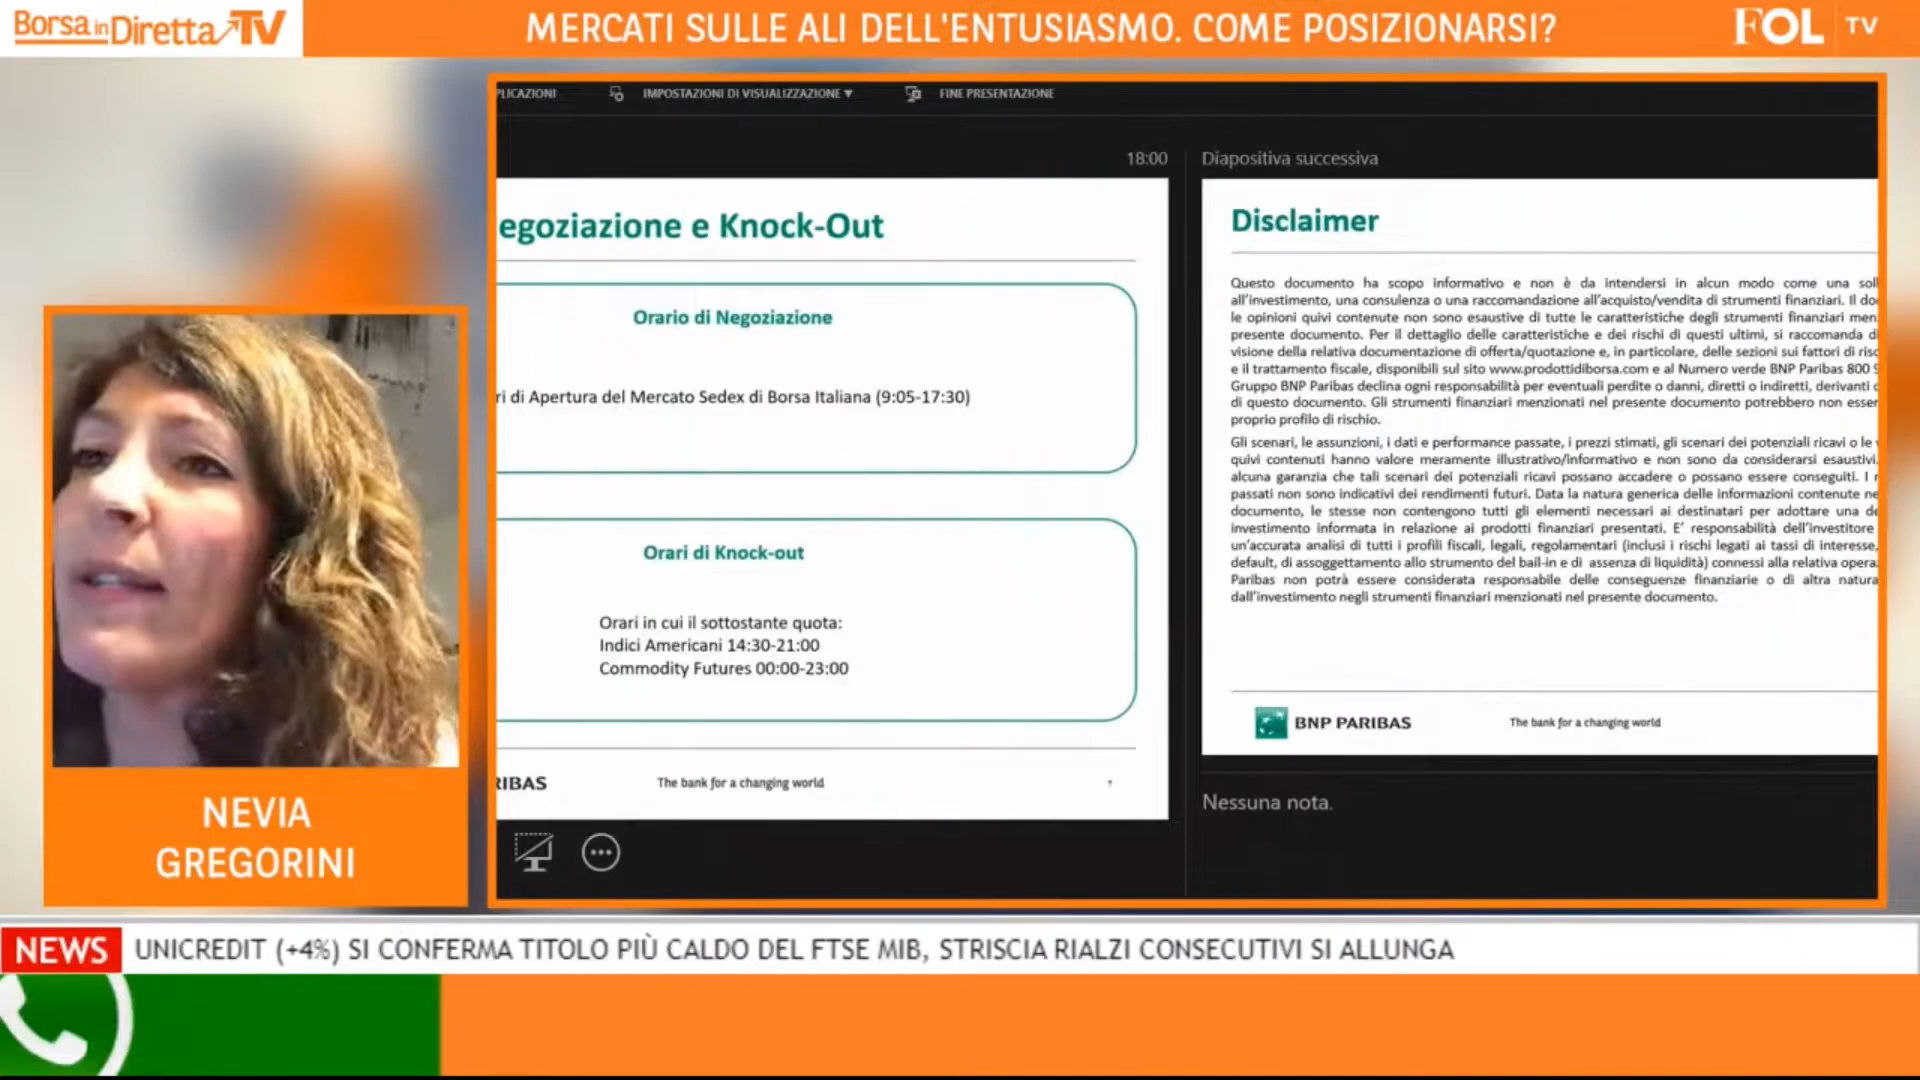 Borsa in Diretta TV
MERCATI SULLE ALI DELL'ENTUSIASMO. COME POSIZIONARSI?
FOL TV
PLICAZIONI
IMPOSTAZIONI DI VISUALIZZAZIONE ▼
FINE PRESENTAZIONE
18:00
egoziazione e Knock-Out
Orario di Negoziazione
ri di Apertura del Mercato Sedex di Borsa Italiana (9:05-17:30)
Orari di Knock-out
Orari in cui il sottostante quota:
Indici Americani 14:30-21:00
Commodity Futures 00:00-23:00
RIBAS
The bank for a changing world
7
Diapositiva successiva
Disclaimer
Questo documento ha scopo informativo e non è da intendersi in alcun modo come una soll
all'investimento, una consulenza o una raccomandazione all'acquisto/vendita di strumenti finanziari. Il do
le opinioni quivi contenute non sono esaustive di tutte le caratteristiche degli strumenti finanziari men
presente documento. Per il dettaglio delle caratteristiche e dei rischi di questi ultimi, si raccomanda d
visione della relativa documentazione di offerta/quotazione e, in particolare, delle sezioni sui fattori di risc
e il trattamento fiscale, disponibili sul sito www.prodottidiborsa.com e al Numero verde BNP Paribas 800 9
Gruppo BNP Paribas declina ogni responsabilità per eventuali perdite o danni, diretti o indiretti, derivanti
di questo documento. Gli strumenti finanziari menzionati nel presente documento potrebbero non esser
proprio profilo di rischio.
Gli scenari, le assunzioni, i dati e performance passate, i prezzi stimati, gli scenari dei potenziali ricavi o le
quivi contenuti hanno valore meramente illustrativo/informativo e non sono da considerarsi esaustivi.
alcuna garanzia che tali scenari dei potenziali ricavi possano accadere o possano essere conseguiti. I
passati non sono indicativi dei rendimenti futuri. Data la natura generica delle informazioni contenute ne
documento, le stesse non contengono tutti gli elementi necessari ai destinatari per adottare una de
investimento informata in relazione ai prodotti finanziari presentati. E' responsabilità dell'investitore
un'accurata analisi di tutti i profili fiscali, legali, regolamentari (inclusi i rischi legati ai tassi di interesse,
default, di assoggettamento allo strumento del bail-in e di assenza di liquidità) connessi alla relativa opera
Paribas non potrà essere considerata responsabile delle conseguenze finanziarie o di altra natura
dall'investimento negli strumenti finanziari menzionati nel presente documento.
BNP PARIBAS
The bank for a changing world
Nessuna nota.
NEVIA
GREGORINI
NEWS UNICREDIT (+4%) SI CONFERMA TITOLO PIÙ CALDO DEL FTSE MIB, STRISCIA RIALZI CONSECUTIVI SI ALLUNGA